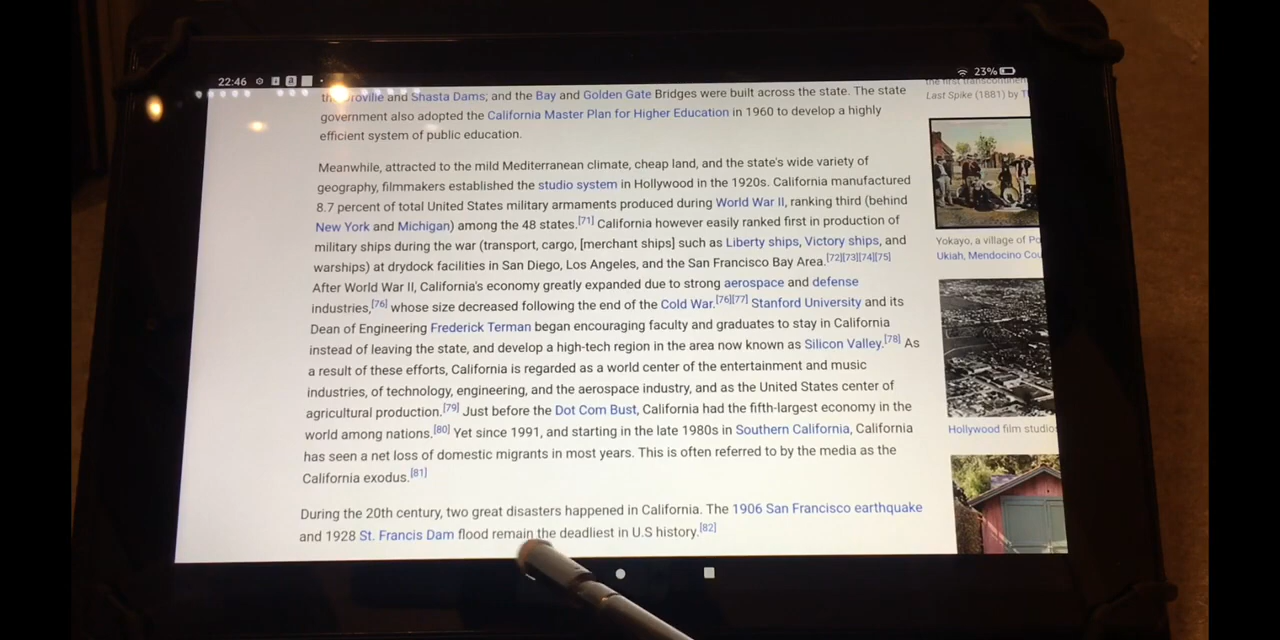 22:46
23%
Oroville and Shasta Dams; and the Bay and Golden Gate Bridges were built across the state. The state
government also adopted the California Master Plan for Higher Education in 1960 to develop a highly
efficient system of public education.
Meanwhile, attracted to the mild Mediterranean climate, cheap land, and the state's wide variety of
geography, filmmakers established the studio system in Hollywood in the 1920s. California manufactured
8.7 percent of total United States military armaments produced during World War II, ranking third (behind
New York and Michigan) among the 48 states.[71] California however easily ranked first in production of
military ships during the war (transport, cargo, [merchant ships] such as Liberty ships, Victory ships, and
warships) at drydock facilities in San Diego, Los Angeles, and the San Francisco Bay Area.[72][73][74][75]
After World War II, California's economy greatly expanded due to strong aerospace and defense
industries,[76] whose size decreased following the end of the Cold War.[76][77] Stanford University and its
Dean of Engineering Frederick Terman began encouraging faculty and graduates to stay in California
instead of leaving the state, and develop a high-tech region in the area now known as Silicon Valley.[78] As
a result of these efforts, California is regarded as a world center of the entertainment and music
industries, of technology, engineering, and the aerospace industry, and as the United States center of
agricultural production.[79] Just before the Dot Com Bust, California had the fifth-largest economy in the
world among nations.[80] Yet since 1991, and starting in the late 1980s in Southern California, California
has seen a net loss of domestic migrants in most years. This is often referred to by the media as the
California exodus.[81]
During the 20th century, two great disasters happened in California. The 1906 San Francisco earthquake
and 1928 St. Francis Dam flood remain the deadliest in U.S history.[82]
Last Spike (1881) by
Yokayo, a village of
Ukiah, Mendocino
Hollywood film